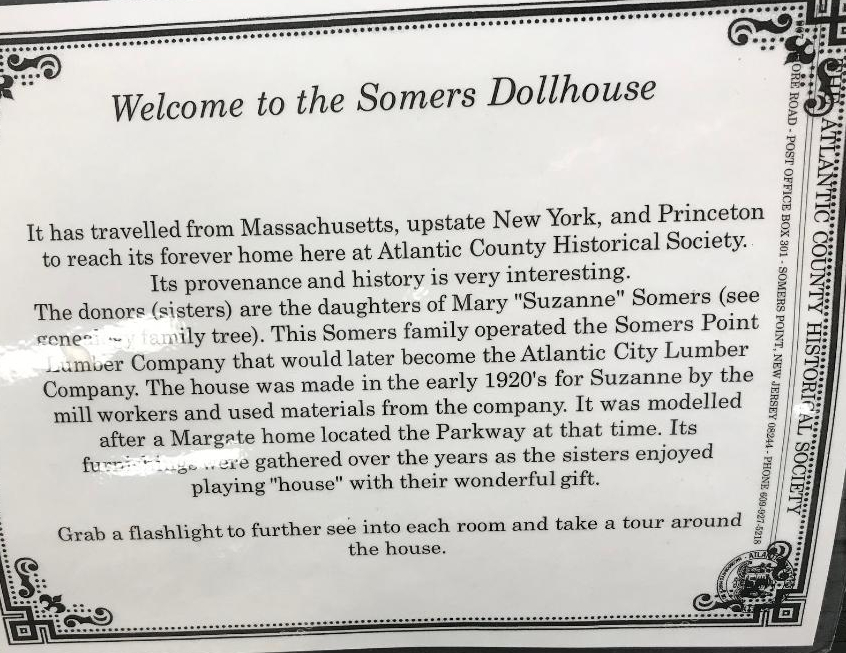 Welcome to the Somers Dollhouse
It has travelled from Massachusetts, upstate New York, and Princeton
to reach its forever home here at Atlantic County Historical Society.
Its provenance and history is very interesting.
The donors (sisters) are the daughters of Mary "Suzanne" Somers (see
family tree). This Somers family operated the Somers Point
Lumber Company that would later become the Atlantic City Lumber
Company. The house was made in the early 1920's for Suzanne by the
mill workers and used materials from the company. It was modelled
after a Margate home located the Parkway at that time. Its
furnishings were gathered over the years as the sisters enjoyed
playing "house" with their wonderful gift.
Grab a flashlight to further see into each room and take a tour around
the house.
THE ATLANTIC COUNTY HISTORICAL SOCIETY
ROAD - POST OFFICE BOX 301 - SOMERS POINT, NEW JERSEY 08244 - PHONE 609-927-5218